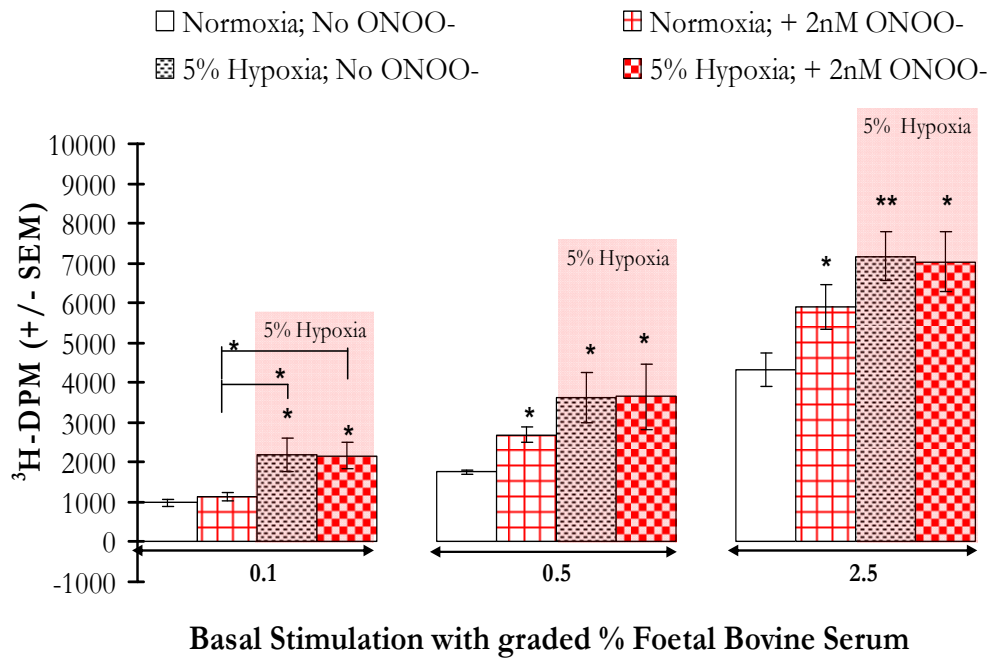 Normoxia; No ONOO-
Normoxia; + 2nM ONOO-
5% Hypoxia; No ONOO-
5% Hypoxia; + 2nM ONOO-
³H-DPM (+/- SEM)
10000
9000
8000
7000
6000
5000
4000
3000
2000
1000
0
-1000
5% Hypoxia
* * * *
5% Hypoxia
* * *
5% Hypoxia
* ** *
0.1
0.5
2.5
Basal Stimulation with graded % Foetal Bovine Serum